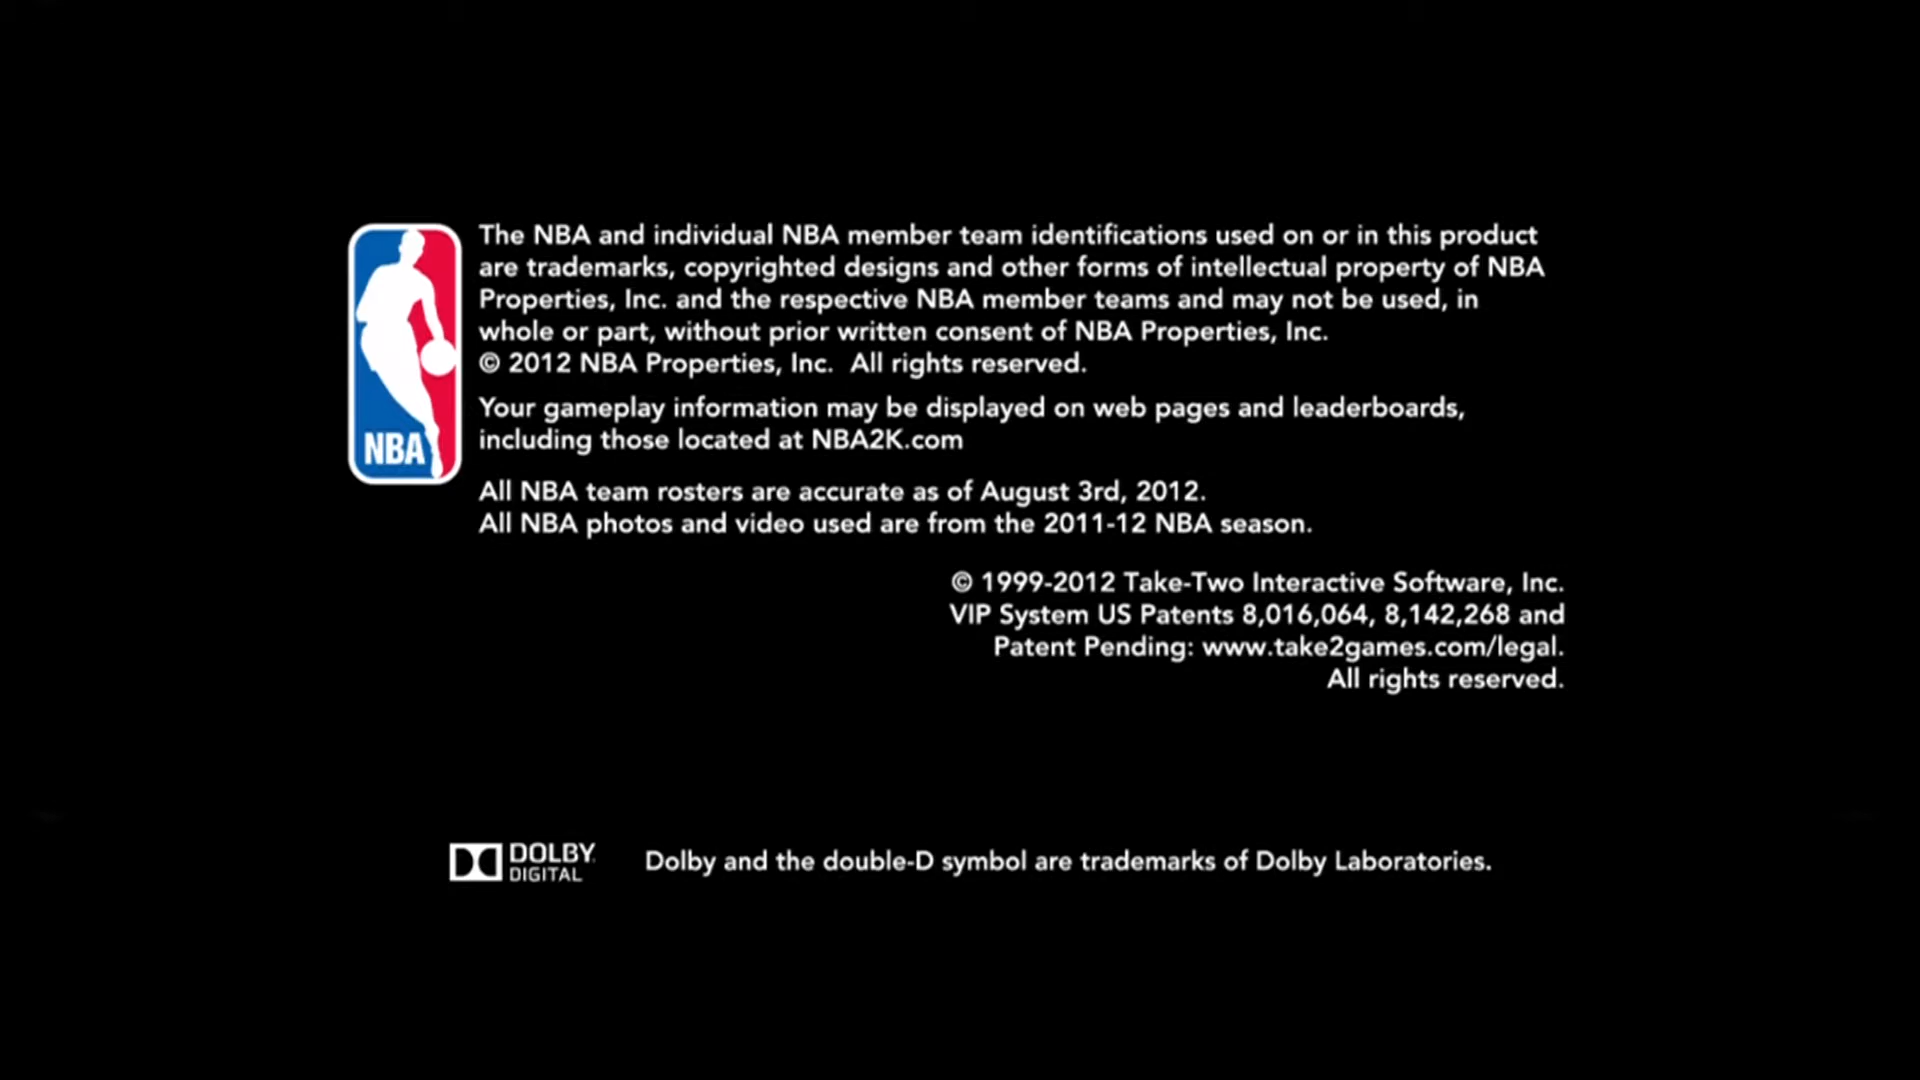 The NBA and individual NBA member team identifications used on or in this product
are trademarks, copyrighted designs and other forms of intellectual property of NBA
Properties, Inc. and the respective NBA member teams and may not be used, in
whole or part, without prior written consent of NBA Properties, Inc.
© 2012 NBA Properties, Inc.  All rights reserved.
NBA
Your gameplay information may be displayed on web pages and leaderboards,
including those located at NBA2K.com
All NBA team rosters are accurate as of August 3rd, 2012.
All NBA photos and video used are from the 2011-12 NBA season.
© 1999-2012 Take-Two Interactive Software, Inc.
VIP System US Patents 8,016,064, 8,142,268 and
Patent Pending: www.take2games.com/legal.
All rights reserved.
DOLBY
DIGITAL
Dolby and the double-D symbol are trademarks of Dolby Laboratories.